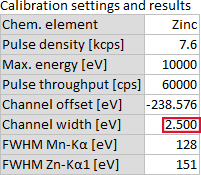 Calibration settings and results
Chem. element Zinc
Pulse density [kcps] 7.6
Max. energy [eV] 10000
Pulse throughput [cps] 60000
Channel offset [eV] -238.576
Channel width [eV] 2.500
FWHM Mn-Kα 128
FWHM Zn-Kα1 [eV] 151